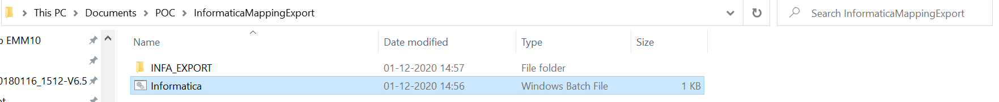 This PC > Documents > POC > InformaticaMappingExport
Search InformaticaMappingExport
EMM10
Name Date modified Type Size
INFA_EXPORT 01-12-2020 14:57 File folder
0180116_1512-V6.5
Informatica 01-12-2020 14:56 Windows Batch File 1 KB